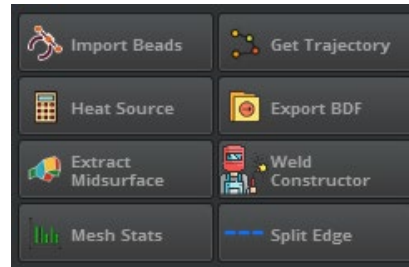 Import Beads
Get Trajectory
Heat Source
Export BDF
Extract
Midsurface
Weld
Constructor
Mesh Stats
Split Edge